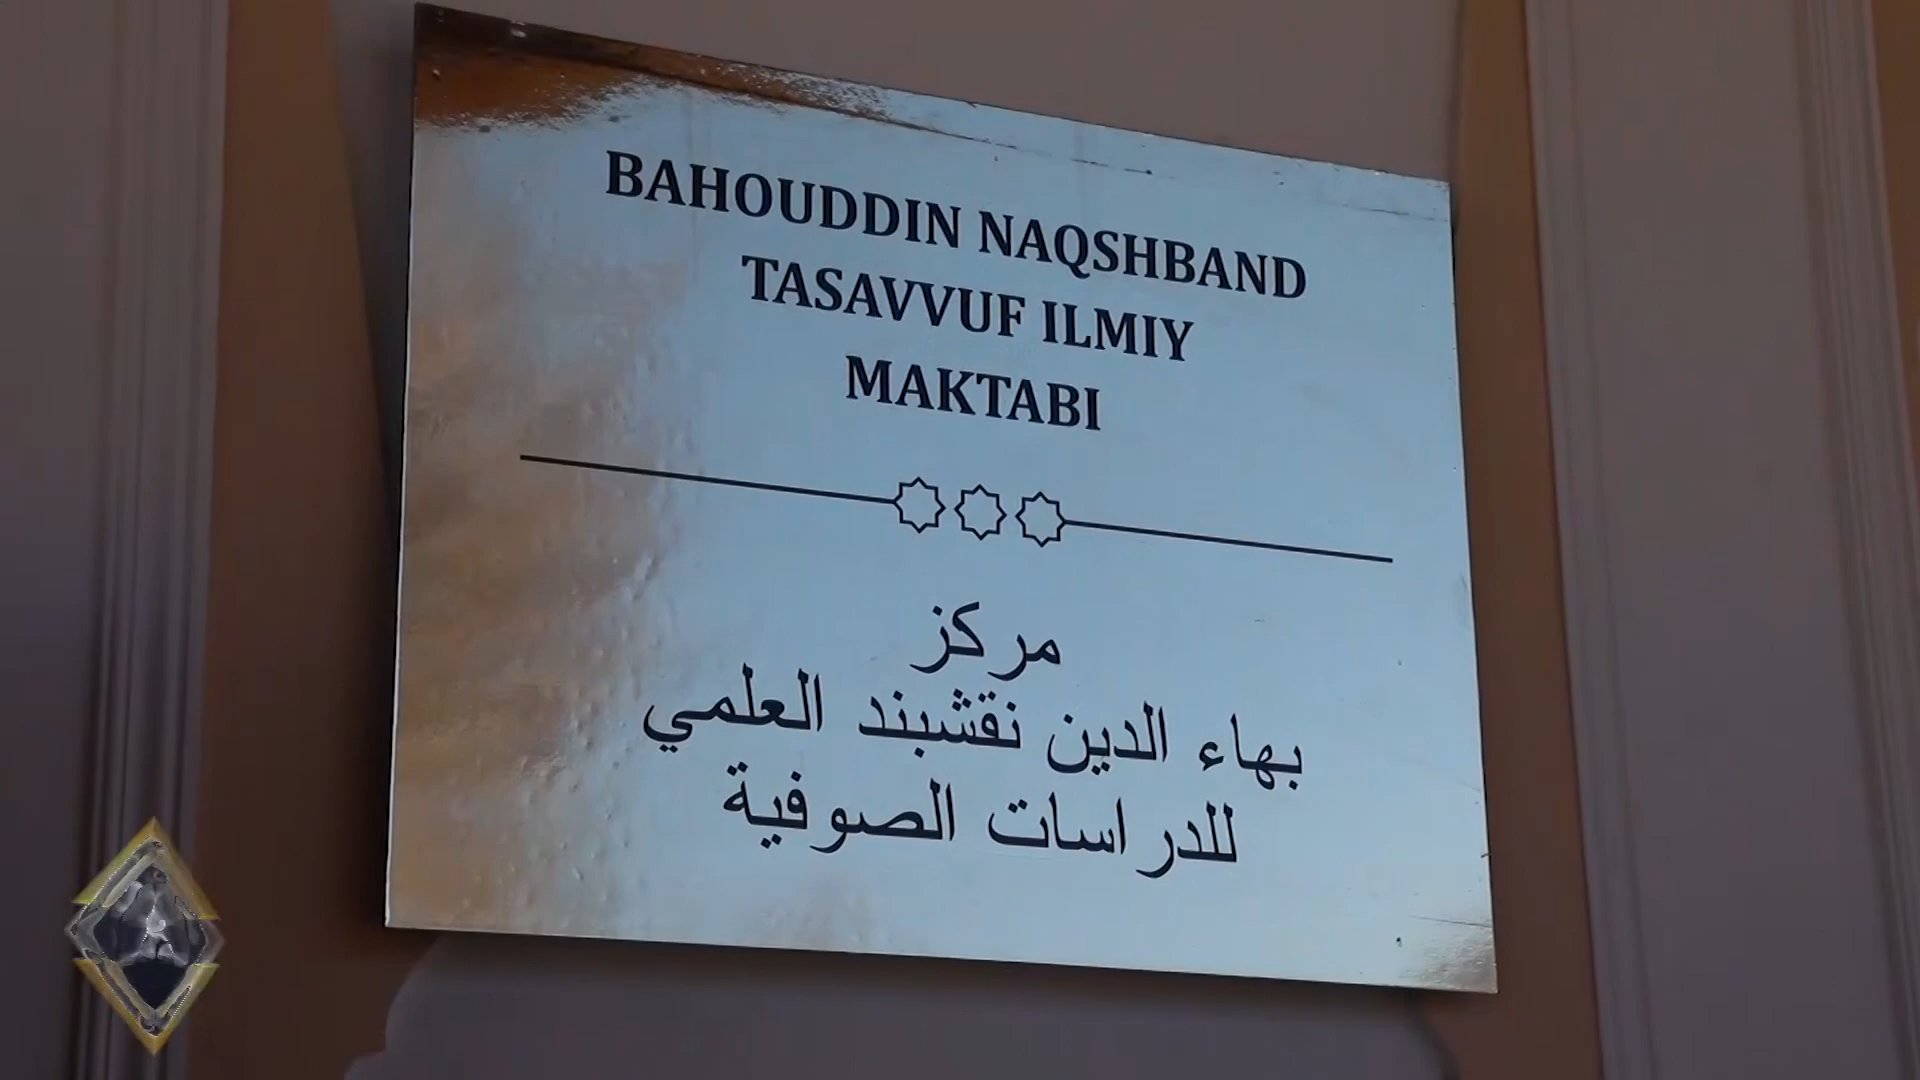 BAHOUDDIN NAQSHBAND
TASAVVUF ILMIY
MAKTABI
مركز
بهاء الدين نقشبند العلمي
للدراسات الصوفية